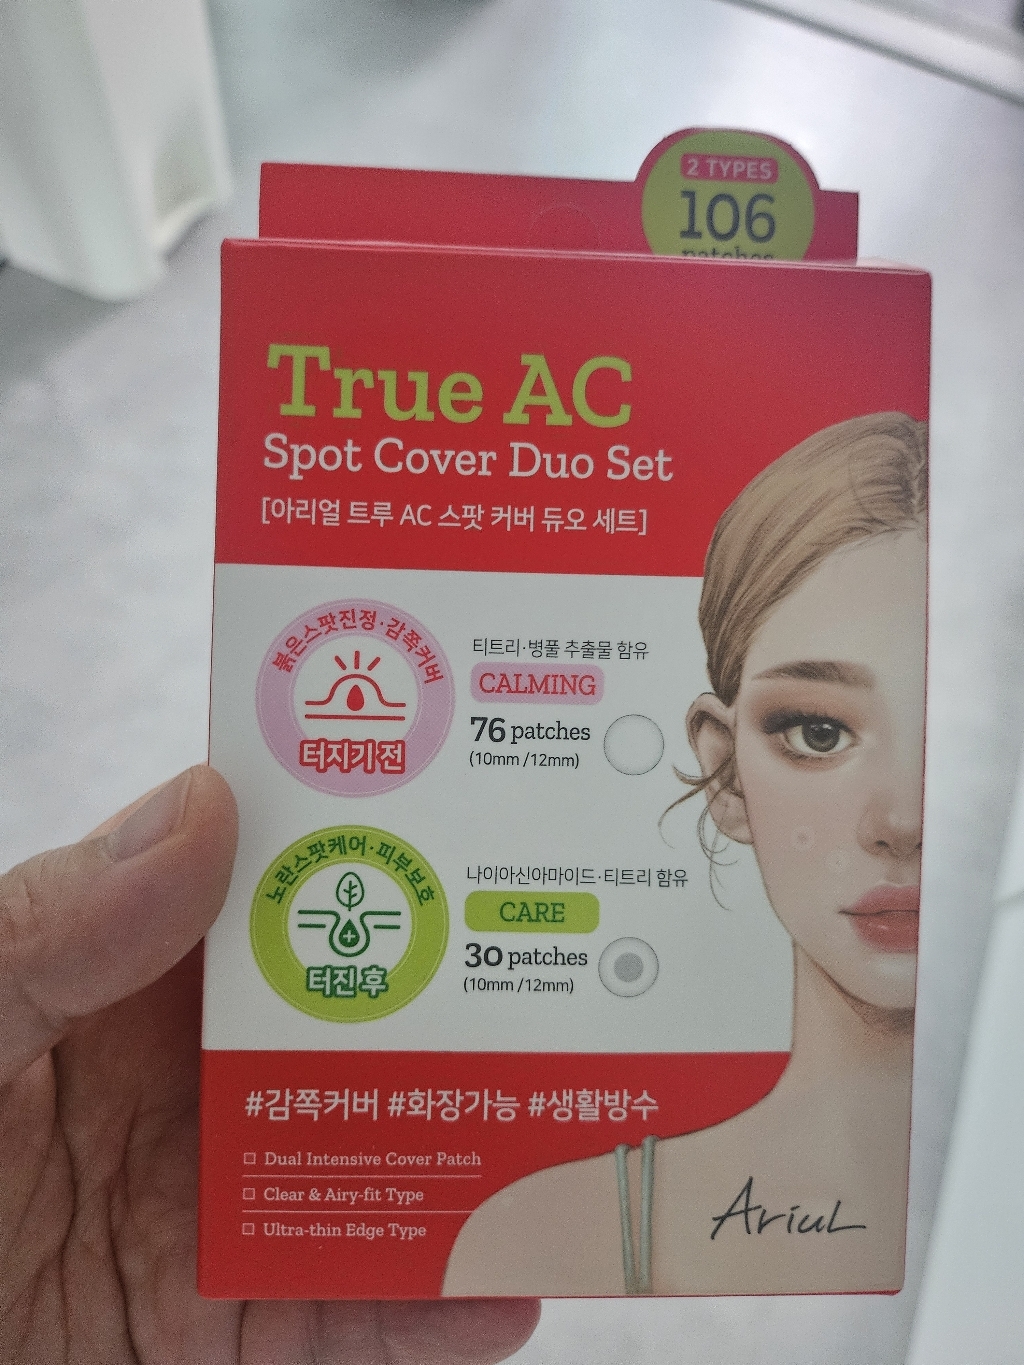 2 TYPES
106
patches
True AC
Spot Cover Duo Set
[아리얼 트루 AC 스팟 커버 듀오 세트]
붉은스팟진정·감쪽커버
터지기 전
티트리·병풀 추출물 함유
CALMING
76 patches
(10mm /12mm)
노란스팟케어·피부보호
터진 후
나이아신아마이드·티트리 함유
CARE
30 patches
(10mm /12mm)
#감쪽커버 #화장가능 #생활방수
Dual Intensive Cover Patch
Clear & Airy-fit Type
Ultra-thin Edge Type
Ariul